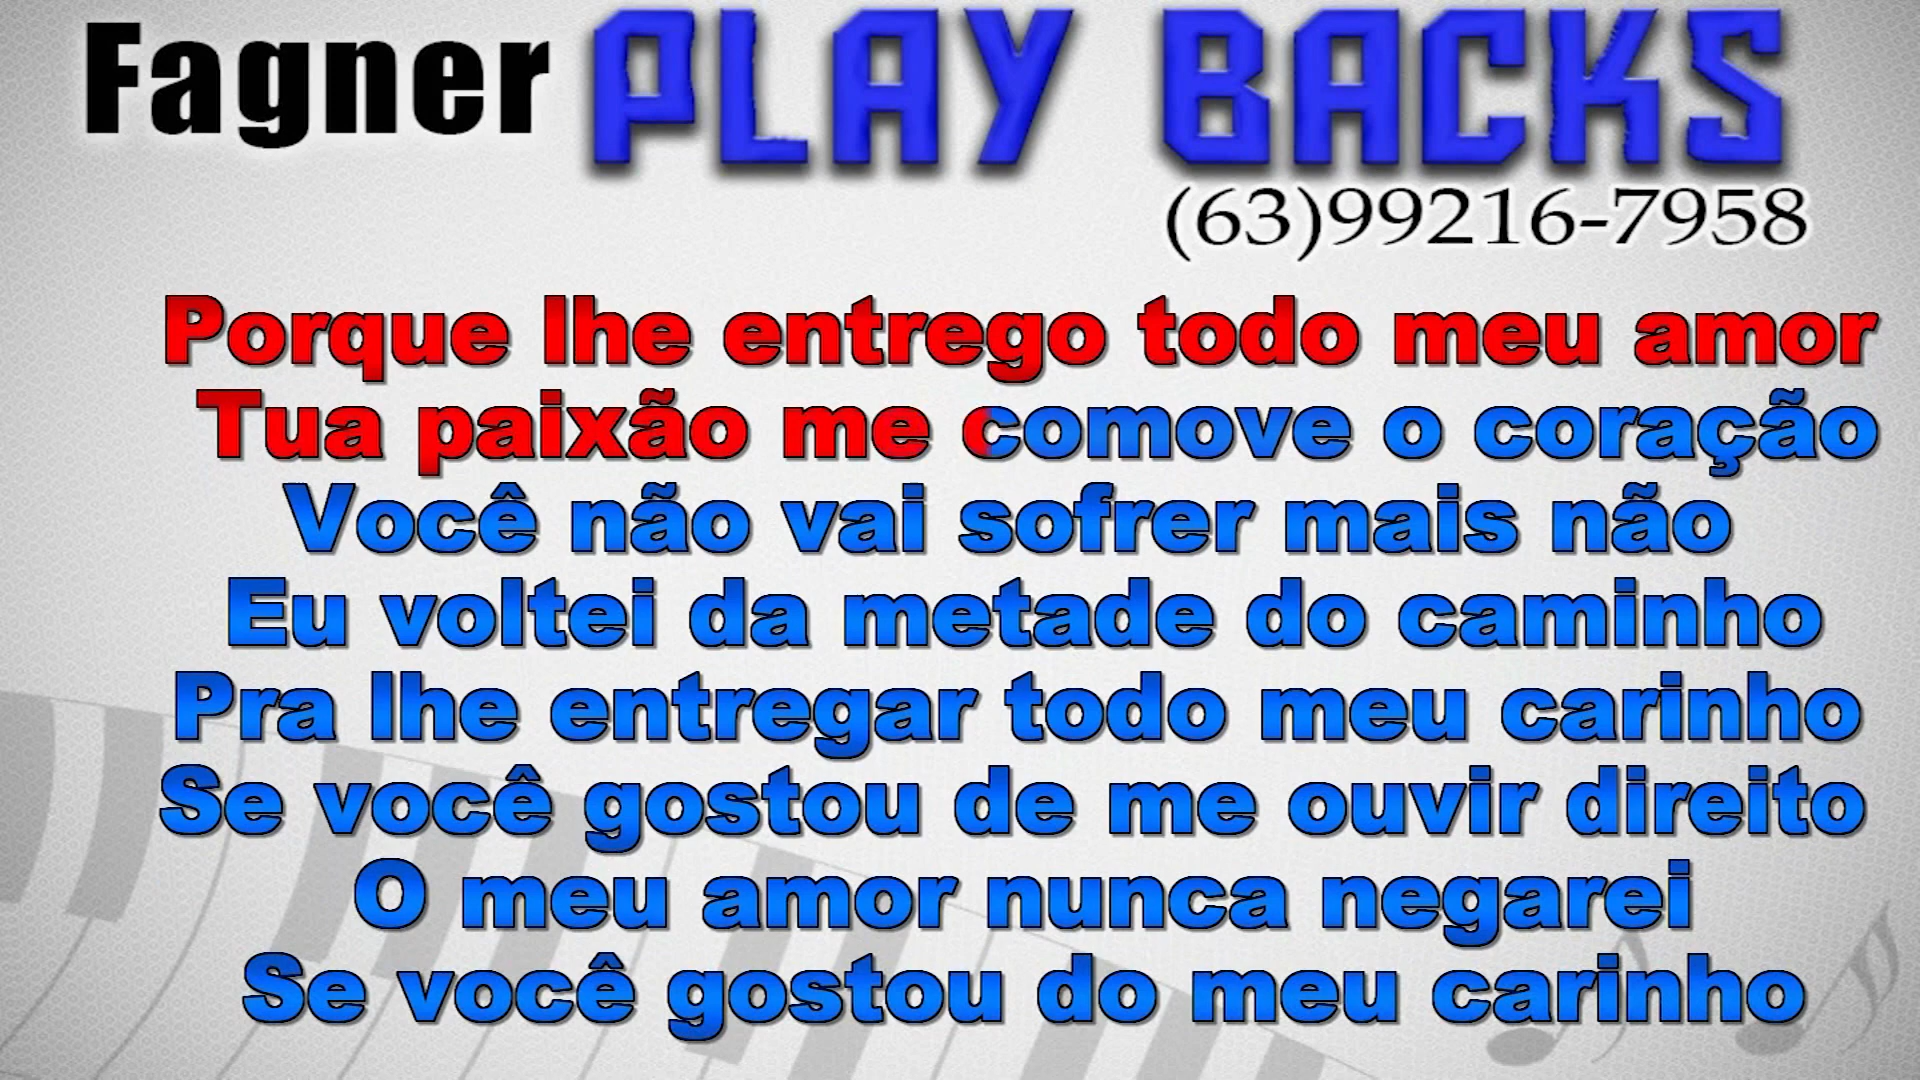 Fagner PLAY BACKS
(63)99216-7958
Porque lhe entrego todo meu amor
Tua paixão me comove o coração
Você não vai sofrer mais não
Eu voltei da metade do caminho
Pra lhe entregar todo meu carinho
Se você gostou de me ouvir direito
O meu amor nunca negarei
Se você gostou do meu carinho